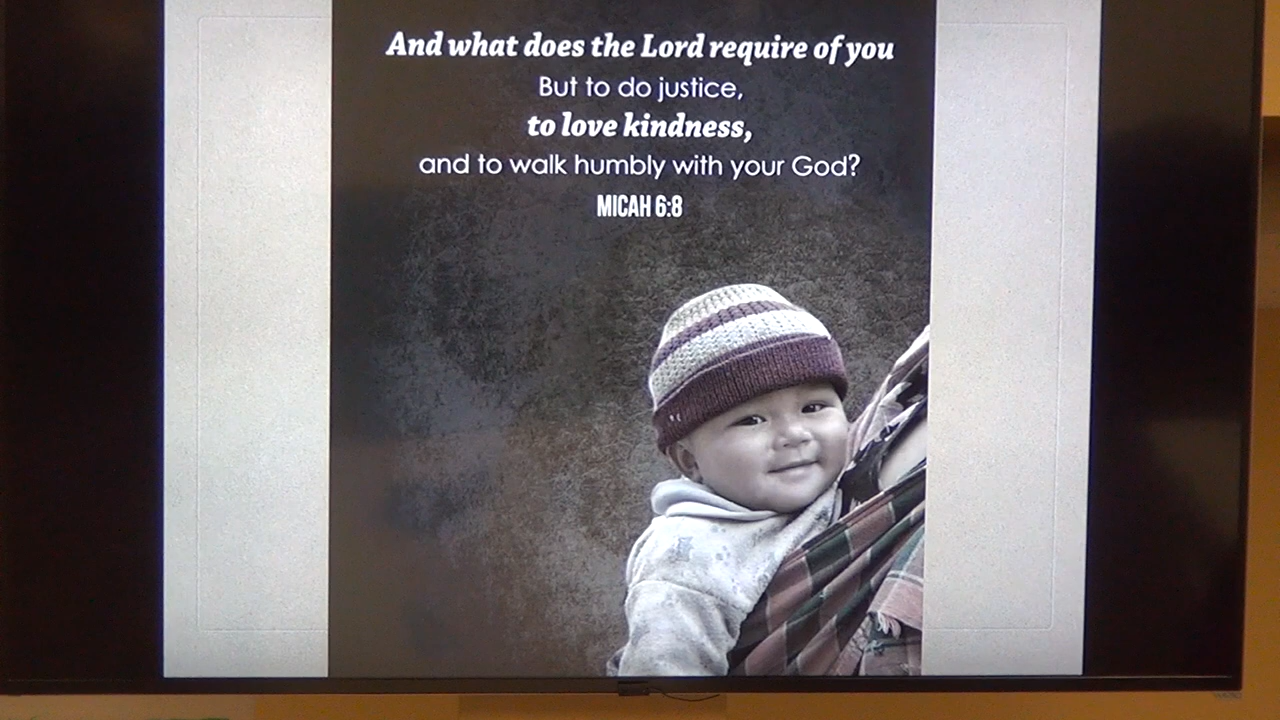 And what does the Lord require of you
But to do justice,
to love kindness,
and to walk humbly with your God?
MICAH 6:8